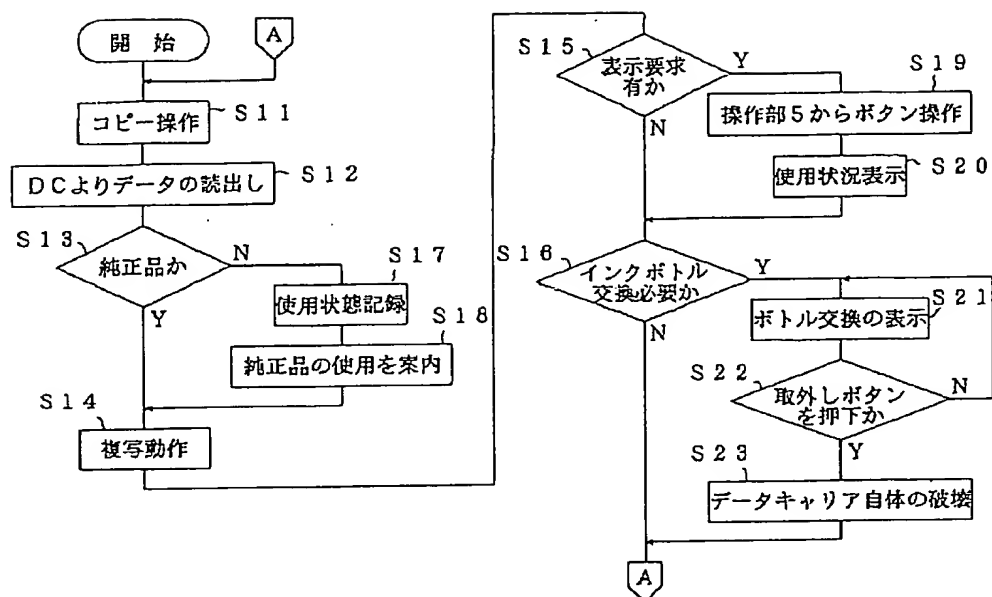 開 始
A
S11
コピー操作
DCよりデータの読出し
S12
S13
純正品か
N
Y
S17
使用状態記録
S18
純正品の使用を案内
S14
複写動作
S15
表示要求
有か
Y
N
S19
操作部5からボタン操作
S20
使用状況表示
S16
インクボトル
交換必要か
Y
N
S21
ボトル交換の表示
S22
取外しボタン
を押下か
N
Y
S23
データキャリア自体の破壊
A